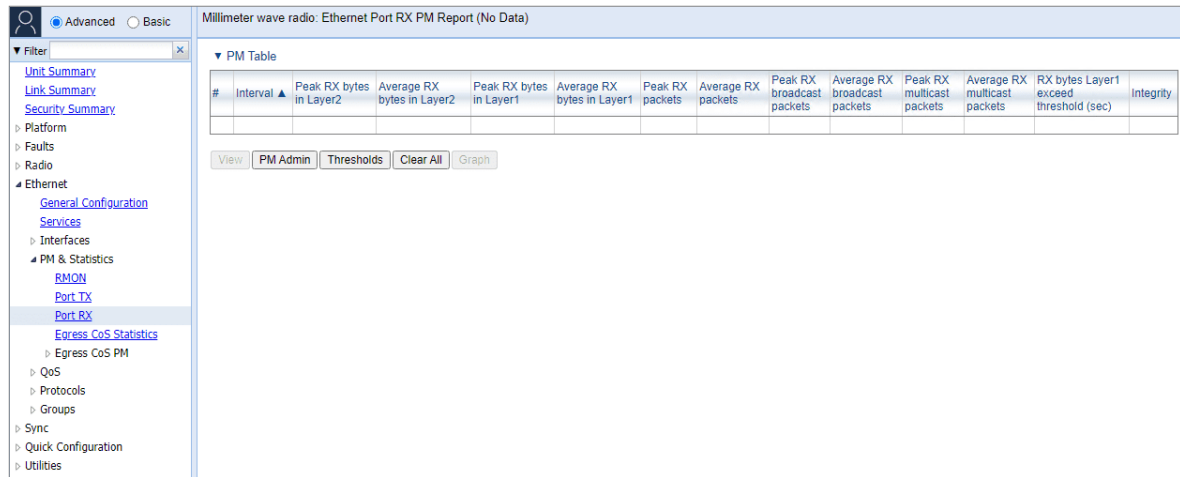 Advanced Basic
Millimeter wave radio: Ethernet Port RX PM Report (No Data)
▼ Filter ×
Unit Summary
Link Summary
Security Summary
Platform
Faults
Radio
Ethernet
General Configuration
Services
Interfaces
PM & Statistics
RMON
Port TX
Port RX
Egress CoS Statistics
Egress CoS PM
QoS
Protocols
Groups
Sync
Quick Configuration
Utilities
▼ PM Table
# Interval ▲ Peak RX bytes in Layer2 Average RX bytes in Layer2 Peak RX bytes in Layer1 Average RX bytes in Layer1 Peak RX packets Average RX packets Peak RX broadcast packets Average RX broadcast packets Peak RX multicast packets Average RX multicast packets RX bytes Layer1 exceed threshold (sec) Integrity
View PM Admin Thresholds Clear All Graph